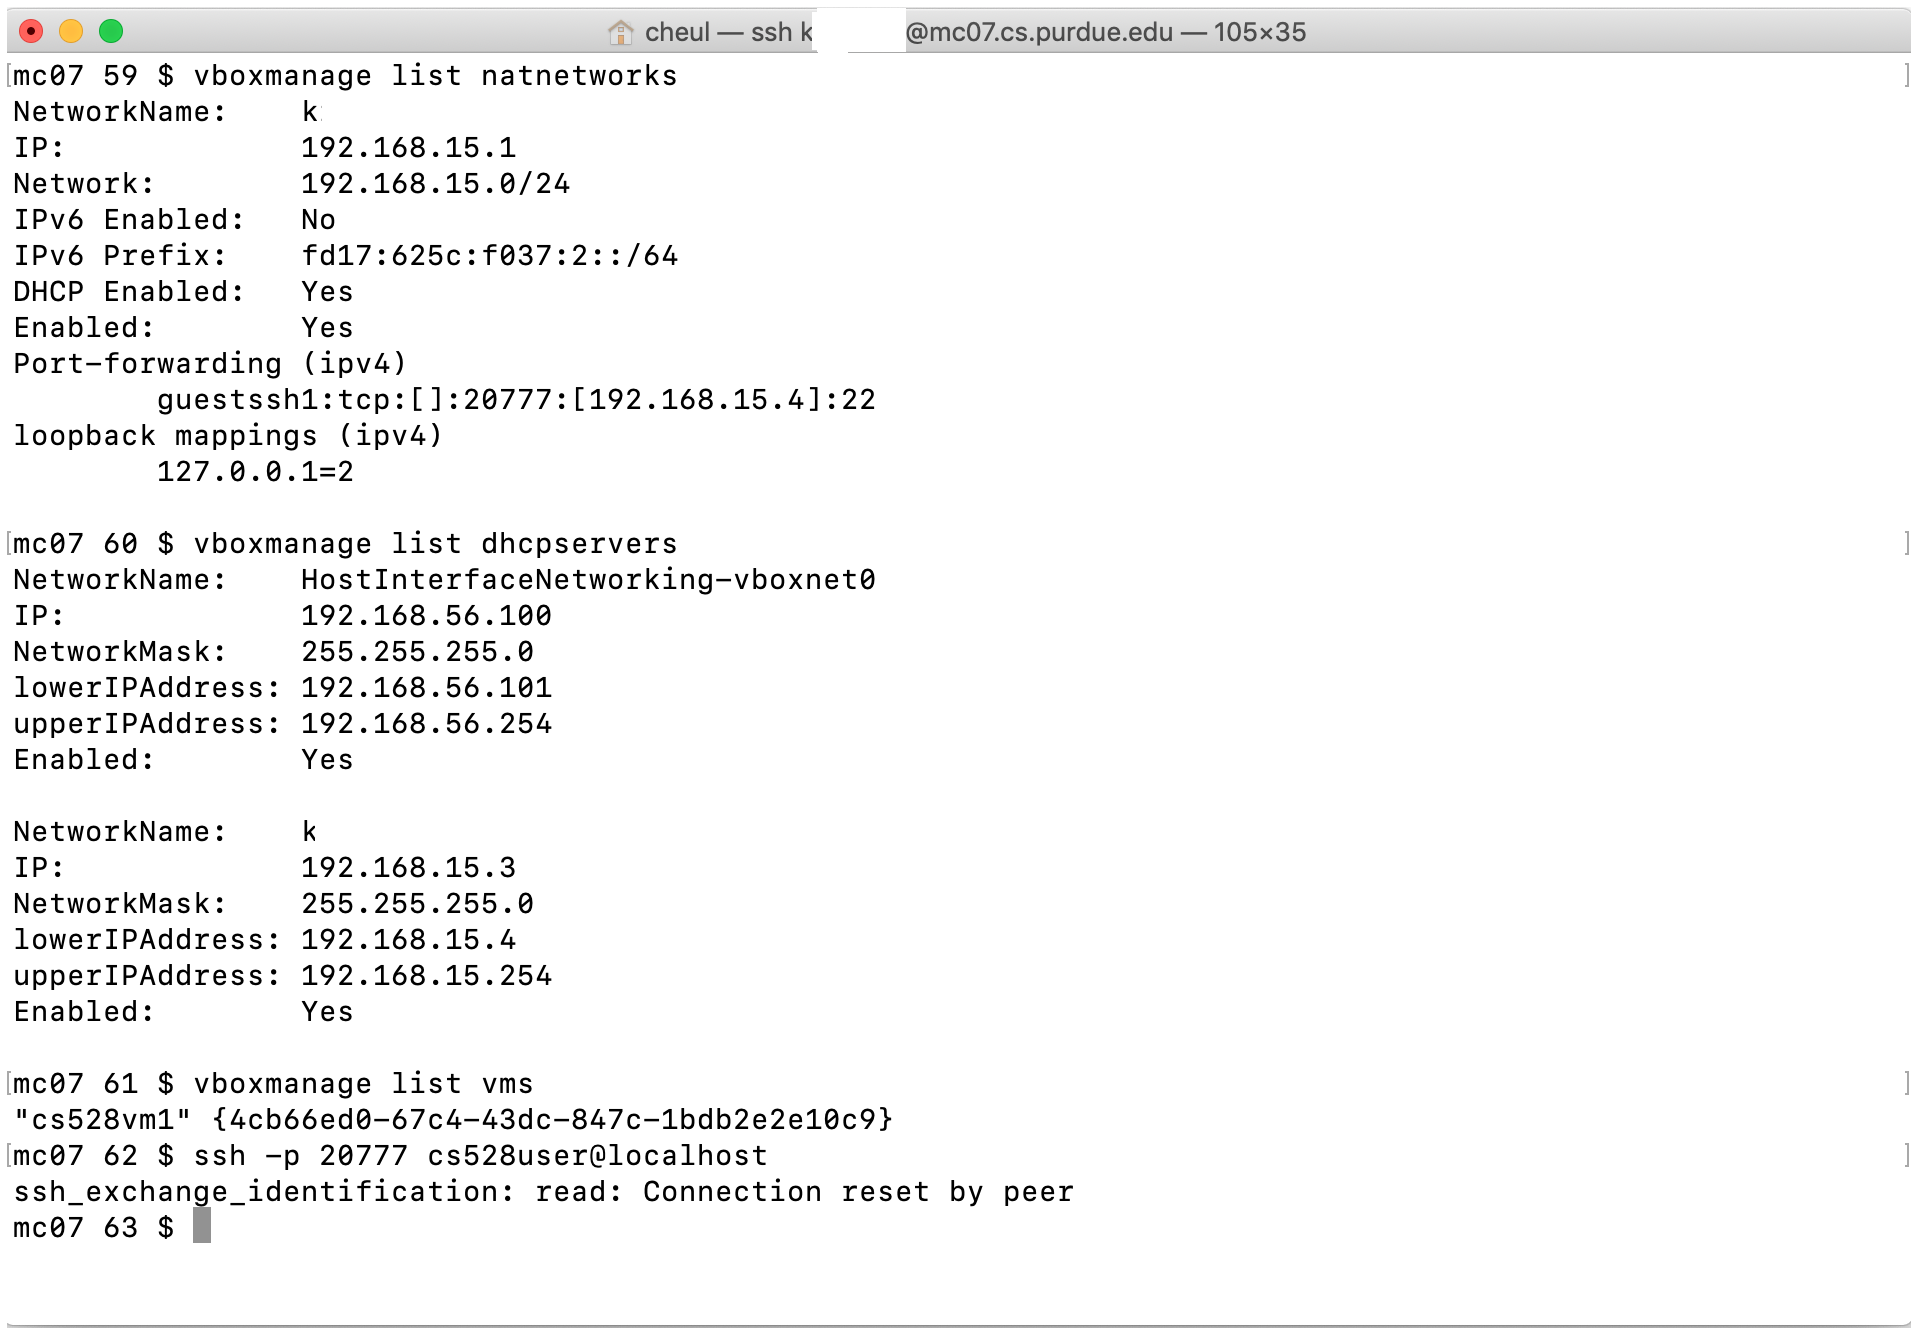 cheul — ssh k @mc07.cs.purdue.edu — 105×35
[mc07 59 $ vboxmanage list natnetworks ]
NetworkName:    k
IP:             192.168.15.1
Network:        192.168.15.0/24
IPv6 Enabled:   No
IPv6 Prefix:    fd17:625c:f037:2::/64
DHCP Enabled:   Yes
Enabled:        Yes
Port-forwarding (ipv4)
        guestssh1:tcp:[]:20777:[192.168.15.4]:22
loopback mappings (ipv4)
        127.0.0.1=2
[mc07 60 $ vboxmanage list dhcpservers ]
NetworkName:    HostInterfaceNetworking-vboxnet0
IP:             192.168.56.100
NetworkMask:    255.255.255.0
lowerIPAddress: 192.168.56.101
upperIPAddress: 192.168.56.254
Enabled:        Yes
NetworkName:    k
IP:             192.168.15.3
NetworkMask:    255.255.255.0
lowerIPAddress: 192.168.15.4
upperIPAddress: 192.168.15.254
Enabled:        Yes
[mc07 61 $ vboxmanage list vms ]
"cs528vm1" {4cb66ed0-67c4-43dc-847c-1bdb2e2e10c9}
[mc07 62 $ ssh -p 20777 cs528user@localhost ]
ssh_exchange_identification: read: Connection reset by peer
mc07 63 $